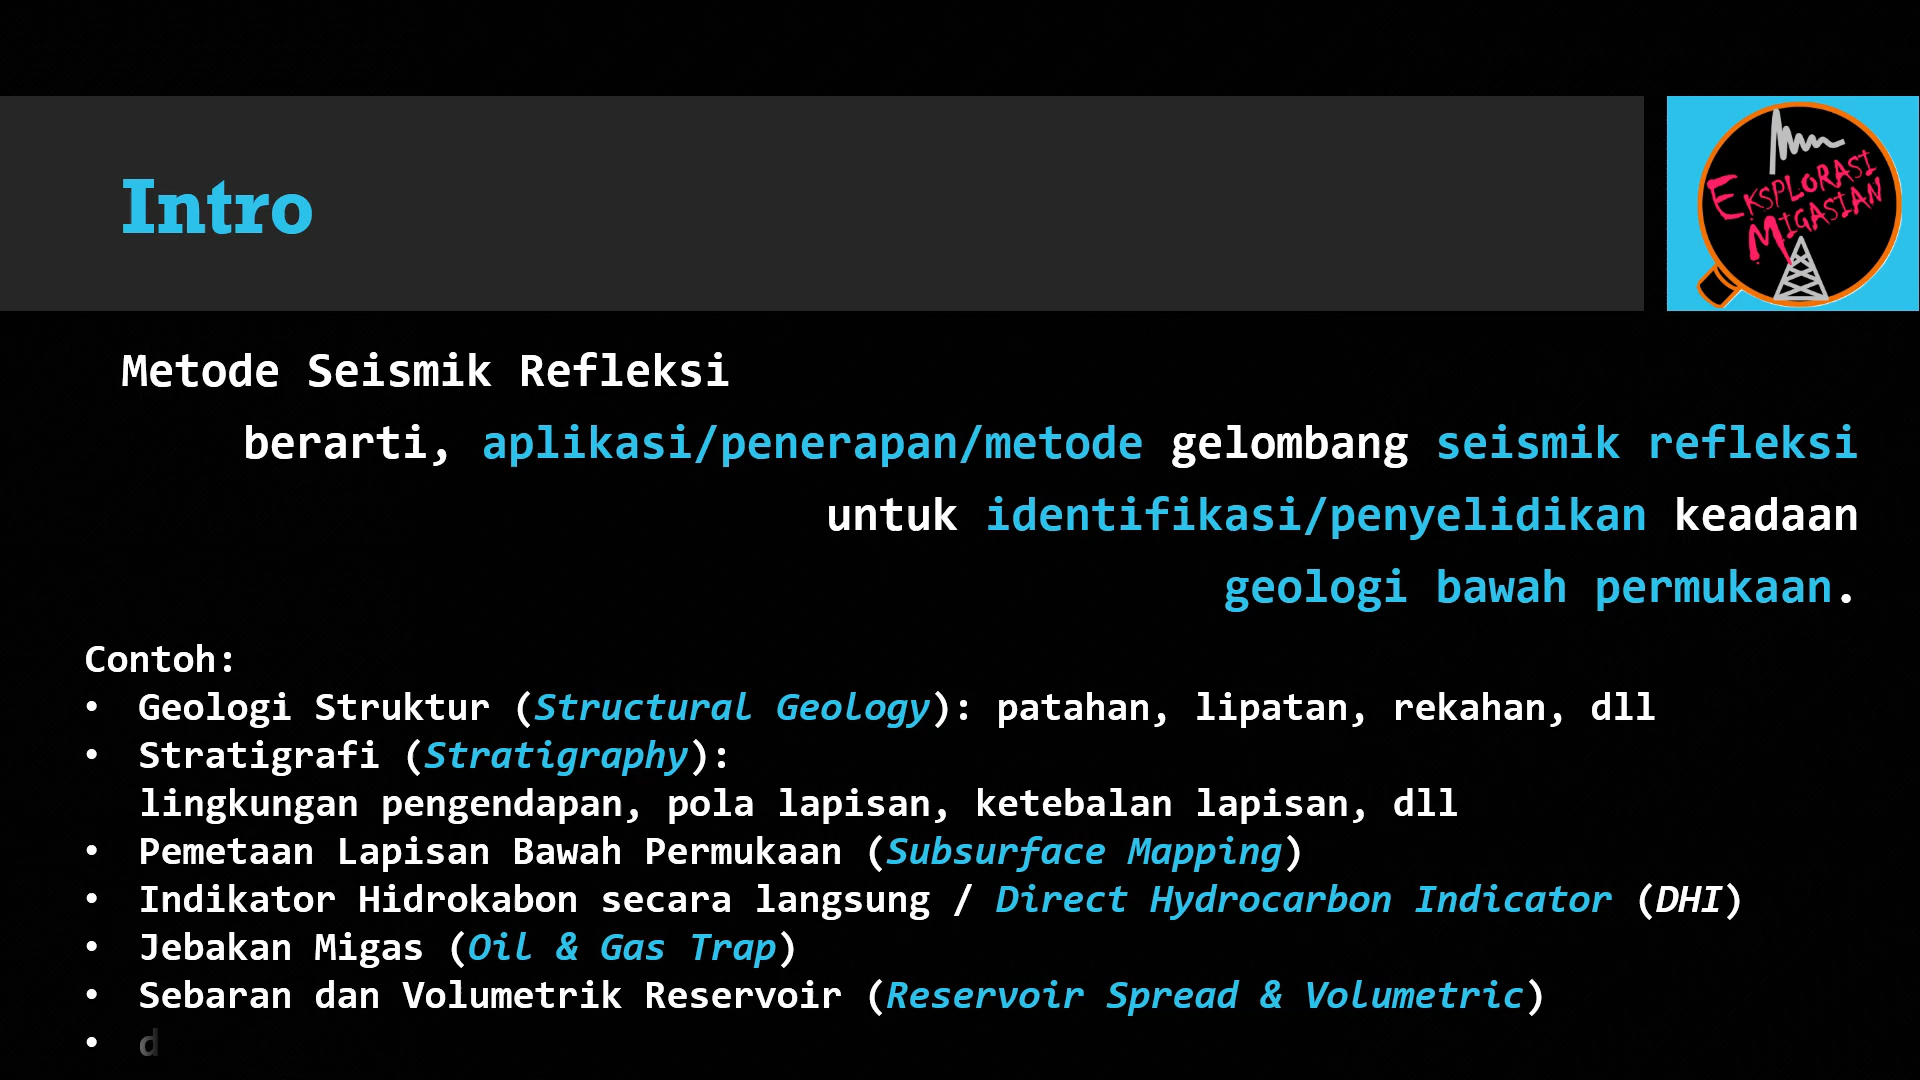 Intro
EKSPLORASI
MIGASIAN
Metode Seismik Refleksi
berarti, aplikasi/penerapan/metode gelombang seismik refleksi
untuk identifikasi/penyelidikan keadaan
geologi bawah permukaan.
Contoh:
• Geologi Struktur (Structural Geology): patahan, lipatan, rekahan, dll
• Stratigrafi (Stratigraphy):
lingkungan pengendapan, pola lapisan, ketebalan lapisan, dll
• Pemetaan Lapisan Bawah Permukaan (Subsurface Mapping)
• Indikator Hidrokabon secara langsung / Direct Hydrocarbon Indicator (DHI)
• Jebakan Migas (Oil & Gas Trap)
• Sebaran dan Volumetrik Reservoir (Reservoir Spread & Volumetric)
• d